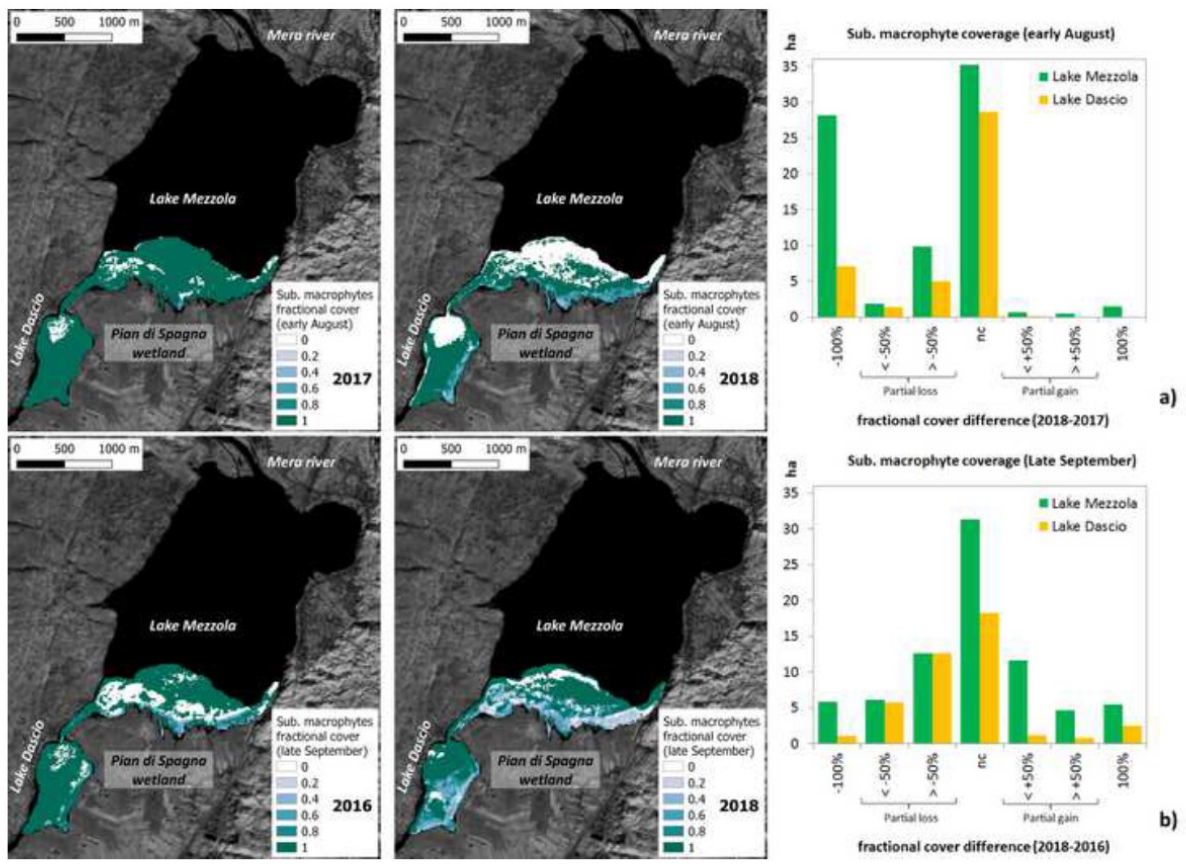 0 500 1000 m
Mera river
Lake Mezzola
Lake Dascio
Pian di Spagna
wetland
Sub. macrophytes
fractional cover
(early August)
0
0.2
0.4
0.6
0.8
1
2017
0 500 1000 m
Mera river
Lake Mezzola
Lake Dascio
Pian di Spagna
wetland
Sub. macrophytes
fractional cover
(early August)
0
0.2
0.4
0.6
0.8
1
2018
Sub. macrophyte coverage (early August)
ha
35
30
25
20
15
10
5
0
Lake Mezzola
Lake Dascio
-100%
< -50%
> -50%
nc
< +50%
> +50%
100%
Partial loss
Partial gain
fractional cover difference (2018-2017)
a)
0 500 1000 m
Mera river
Lake Mezzola
Lake Dascio
Pian di Spagna
wetland
Sub. macrophytes
fractional cover
(late September)
0
0.2
0.4
0.6
0.8
1
2016
0 500 1000 m
Mera river
Lake Mezzola
Lake Dascio
Pian di Spagna
wetland
Sub. macrophytes
fractional cover
(late September)
0
0.2
0.4
0.6
0.8
1
2018
Sub. macrophyte coverage (Late September)
ha
35
30
25
20
15
10
5
0
Lake Mezzola
Lake Dascio
-100%
< -50%
> -50%
nc
< +50%
> +50%
100%
Partial loss
Partial gain
fractional cover difference (2018-2016)
b)